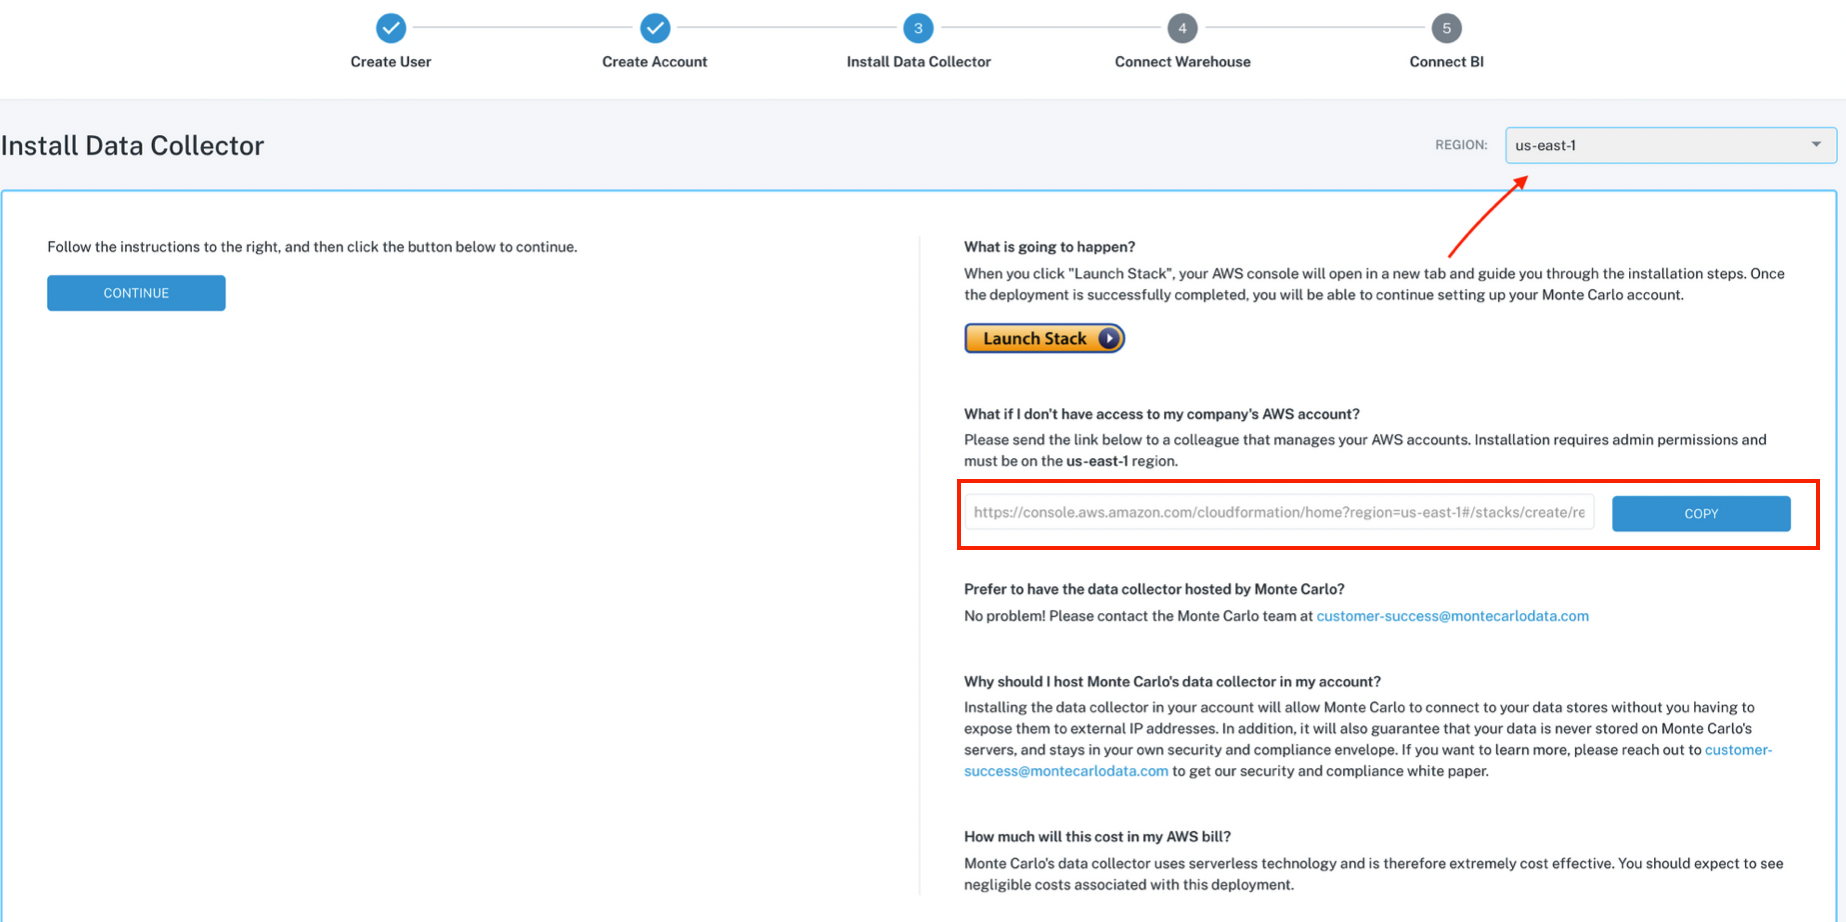 3
4
5
Create User
Create Account
Install Data Collector
Connect Warehouse
Connect BI
Install Data Collector
REGION:
us-east-1
Follow the instructions to the right, and then click the button below to continue.
CONTINUE
What is going to happen?
When you click "Launch Stack", your AWS console will open in a new tab and guide you through the installation steps. Once
the deployment is successfully completed, you will be able to continue setting up your Monte Carlo account.
Launch Stack
What if I don't have access to my company's AWS account?
Please send the link below to a colleague that manages your AWS accounts. Installation requires admin permissions and
must be on the us-east-1 region.
https://console.aws.amazon.com/cloudformation/home?region=us-east-1#/stacks/create/re
COPY
Prefer to have the data collector hosted by Monte Carlo?
No problem! Please contact the Monte Carlo team at customer-success@montecarlodata.com
Why should I host Monte Carlo's data collector in my account?
Installing the data collector in your account will allow Monte Carlo to connect to your data stores without you having to
expose them to external IP addresses. In addition, it will also guarantee that your data is never stored on Monte Carlo's
servers, and stays in your own security and compliance envelope. If you want to learn more, please reach out to customer-
success@montecarlodata.com to get our security and compliance white paper.
How much will this cost in my AWS bill?
Monte Carlo's data collector uses serverless technology and is therefore extremely cost effective. You should expect to see
negligible costs associated with this deployment.